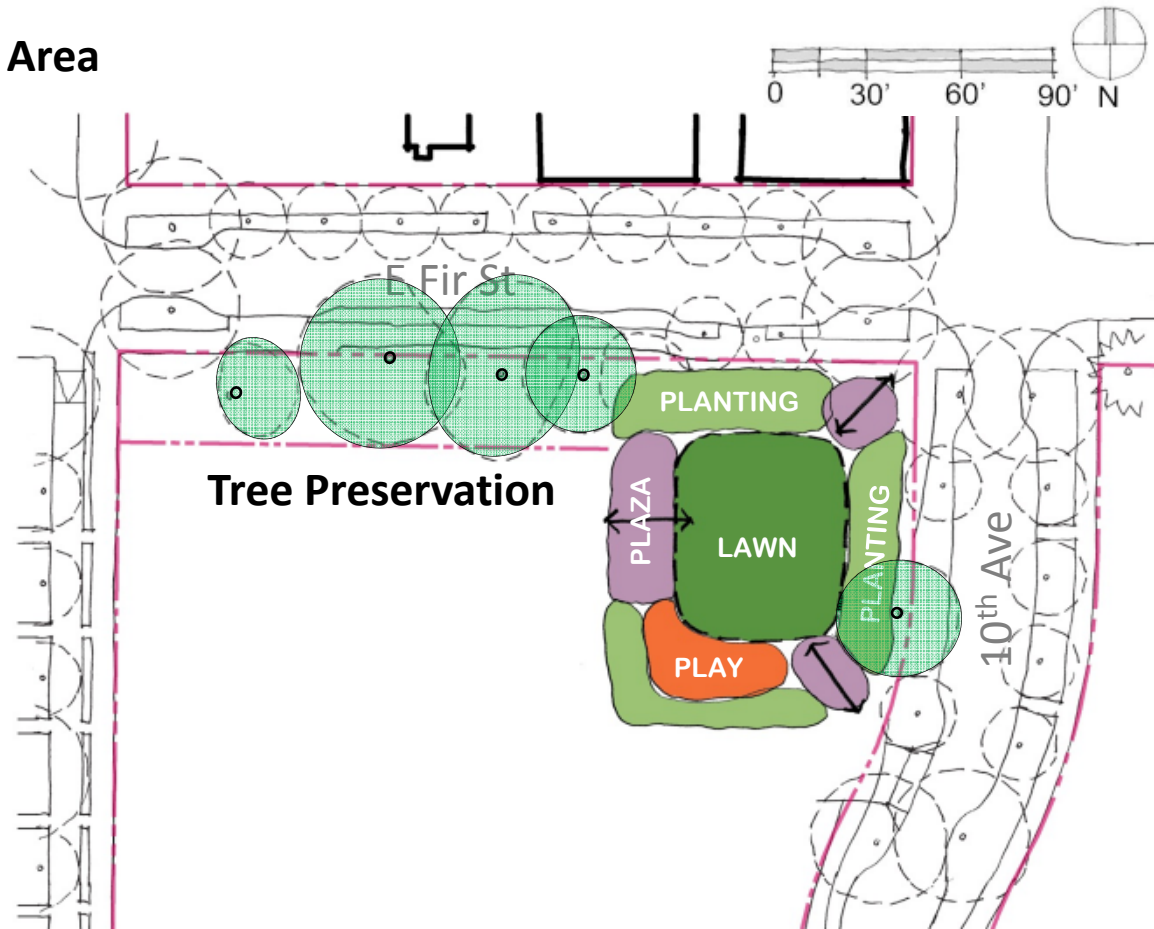 Area
0 30' 60' 90' N
E Fir St
PLANTING
Tree Preservation
PLAZA
LAWN
PLANTING
10th Ave
PLAY